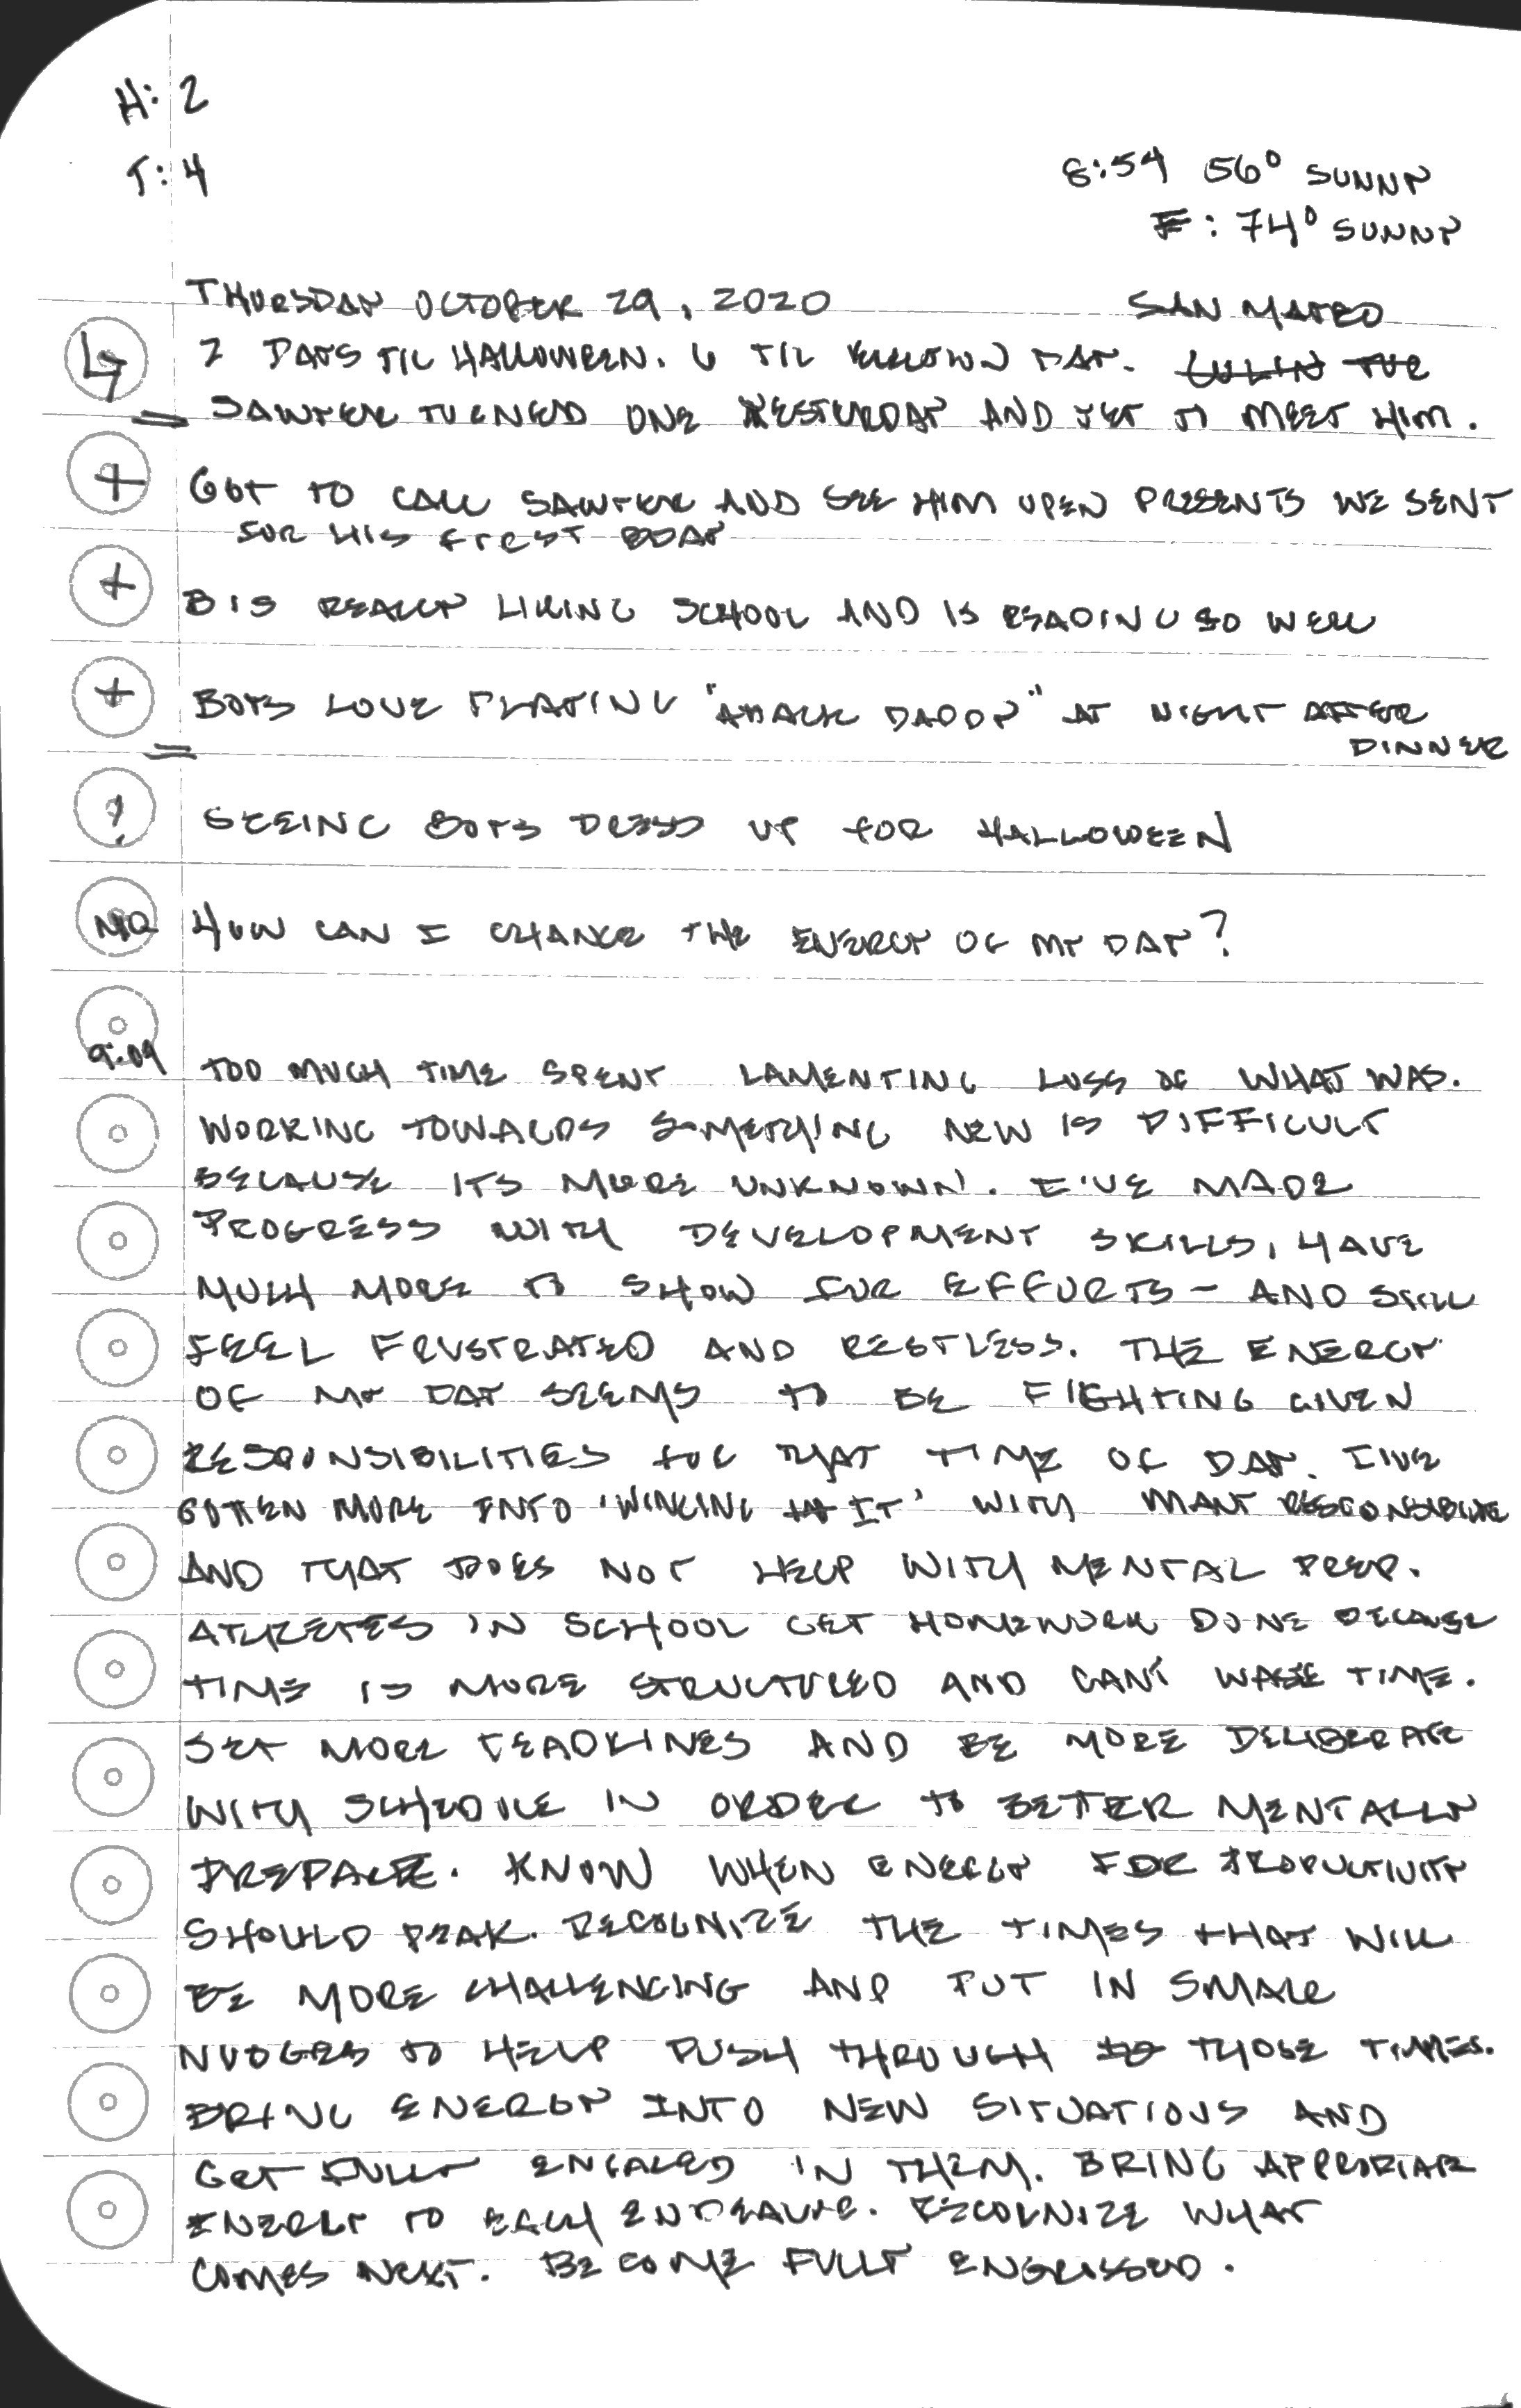 H: 2
T: 4
8:54 56° SUNNY
F: 74° SUNNY
THURSDAY OCTOBER 29, 2020 SAN MATEO
2 DAYS TIL HALLOWEEN. 6 TIL DAY.
= SAWYER TURNED ONE YESTERDAY AND YET TO MEET HIM.
+ GOT TO CALL SAWYER AND SEE HIM OPEN PRESENTS WE SENT
FOR HIS FIRST BDAY
+ B IS REALLY LIKING SCHOOL AND IS READING SO WELL
+ BOYS LOVE PLAYING "ATTACK DADDY" AT NIGHT AFTER
= DINNER
! SEEING BOYS DRESS UP FOR HALLOWEEN
MQ HOW CAN I CHANGE THE ENERGY OF MY DAY?
9:09 TOO MUCH TIME SPENT LAMENTING LOSS OF WHAT WAS.
WORKING TOWARDS SOMETHING NEW IS DIFFICULT
BECAUSE ITS MORE UNKNOWN. I'VE MADE
PROGRESS WITH DEVELOPMENT SKILLS, HAVE
MUCH MORE TO SHOW FOR EFFORTS - AND STILL
FEEL FRUSTRATED AND RESTLESS. THE ENERGY
OF MY DAY SEEMS TO BE FIGHTING GIVEN
RESPONSIBILITIES FOR THAT TIME OF DAY. I'VE
GOTTEN MORE INTO 'WINGING IT' WITH MANY
AND THAT DOES NOT HELP WITH MENTAL PREP.
ATHLETES IN SCHOOL GET HOMEWORK DONE BECAUSE
TIME IS MORE STRUCTURED AND CAN'T WASTE TIME.
SET MORE DEADLINES AND BE MORE DELIBERATE
WITH SCHEDULE IN ORDER TO BETTER MENTALLY
PREPARE. KNOW WHEN ENERGY FOR PRODUCTIVITY
SHOULD PEAK. RECOGNIZE THE TIMES THAT WILL
BE MORE CHALLENGING AND PUT IN SMALL
NUDGES TO HELP PUSH THROUGH THOSE TIMES.
BRING ENERGY INTO NEW SITUATIONS AND
GET FULLY ENGAGED IN THEM. BRING APPROPRIATE
ENERGY TO EACH ENDEAVOR. RECOGNIZE WHAT
COMES NEXT. BECOME FULLY ENGROSSED.